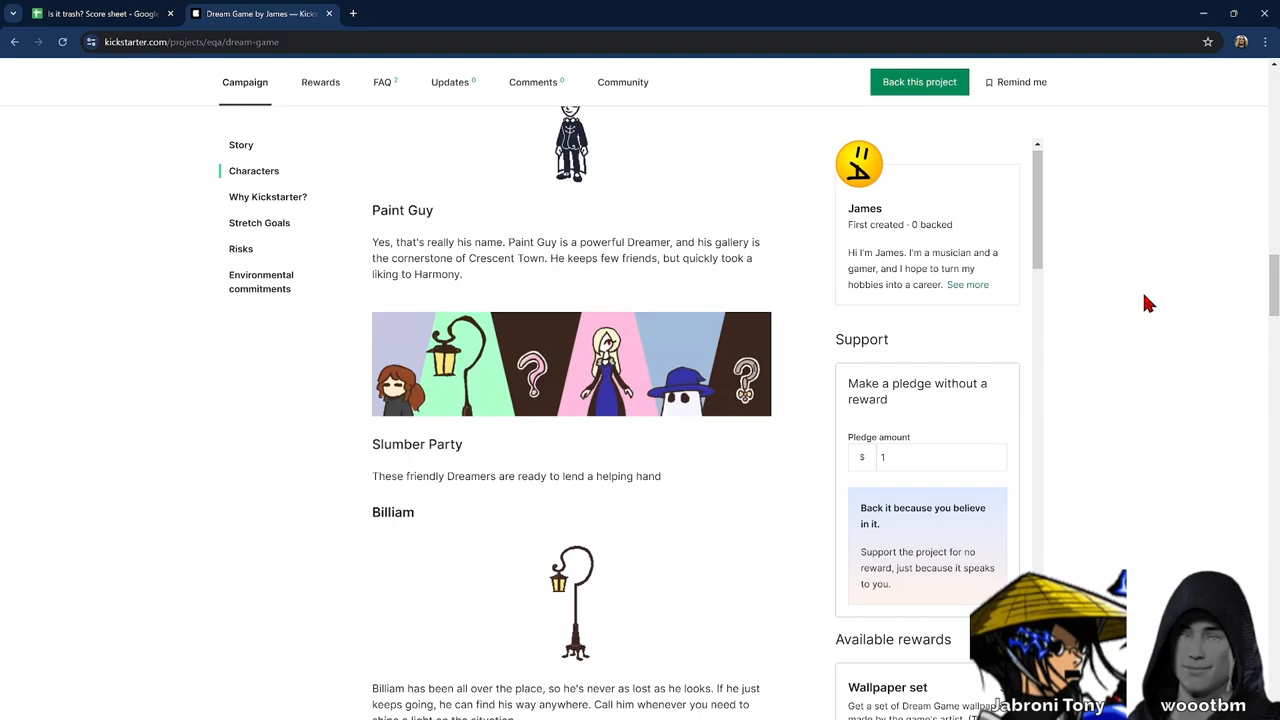 Is it trash? Score sheet - Google
Dream Game by James — Kicks
kickstarter.com/projects/eqa/dream-game
Campaign
Rewards
FAQ 2
Updates 0
Comments 0
Community
Back this project
Remind me
Story
Characters
Why Kickstarter?
Stretch Goals
Risks
Environmental
commitments
Paint Guy
Yes, that's really his name. Paint Guy is a powerful Dreamer, and his gallery is
the cornerstone of Crescent Town. He keeps few friends, but quickly took a
liking to Harmony.
Slumber Party
These friendly Dreamers are ready to lend a helping hand
Billiam
Billiam has been all over the place, so he's never as lost as he looks. If he just
keeps going, he can find his way anywhere. Call him whenever you need to
shine a light on the situation.
James
First created · 0 backed
Hi I'm James. I'm a musician and a
gamer, and I hope to turn my
hobbies into a career. See more
Support
Make a pledge without a
reward
Pledge amount
$ 1
Back it because you believe
in it.
Support the project for no
reward, just because it speaks
to you.
Available rewards
Wallpaper set
Get a set of Dream Game wallpap
made by the game's artist.
Jabroni Tony
woootbm